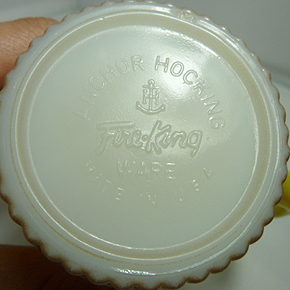 ANCHOR HOCKING
H
Fire-King
WARE
MADE IN U.S.A.